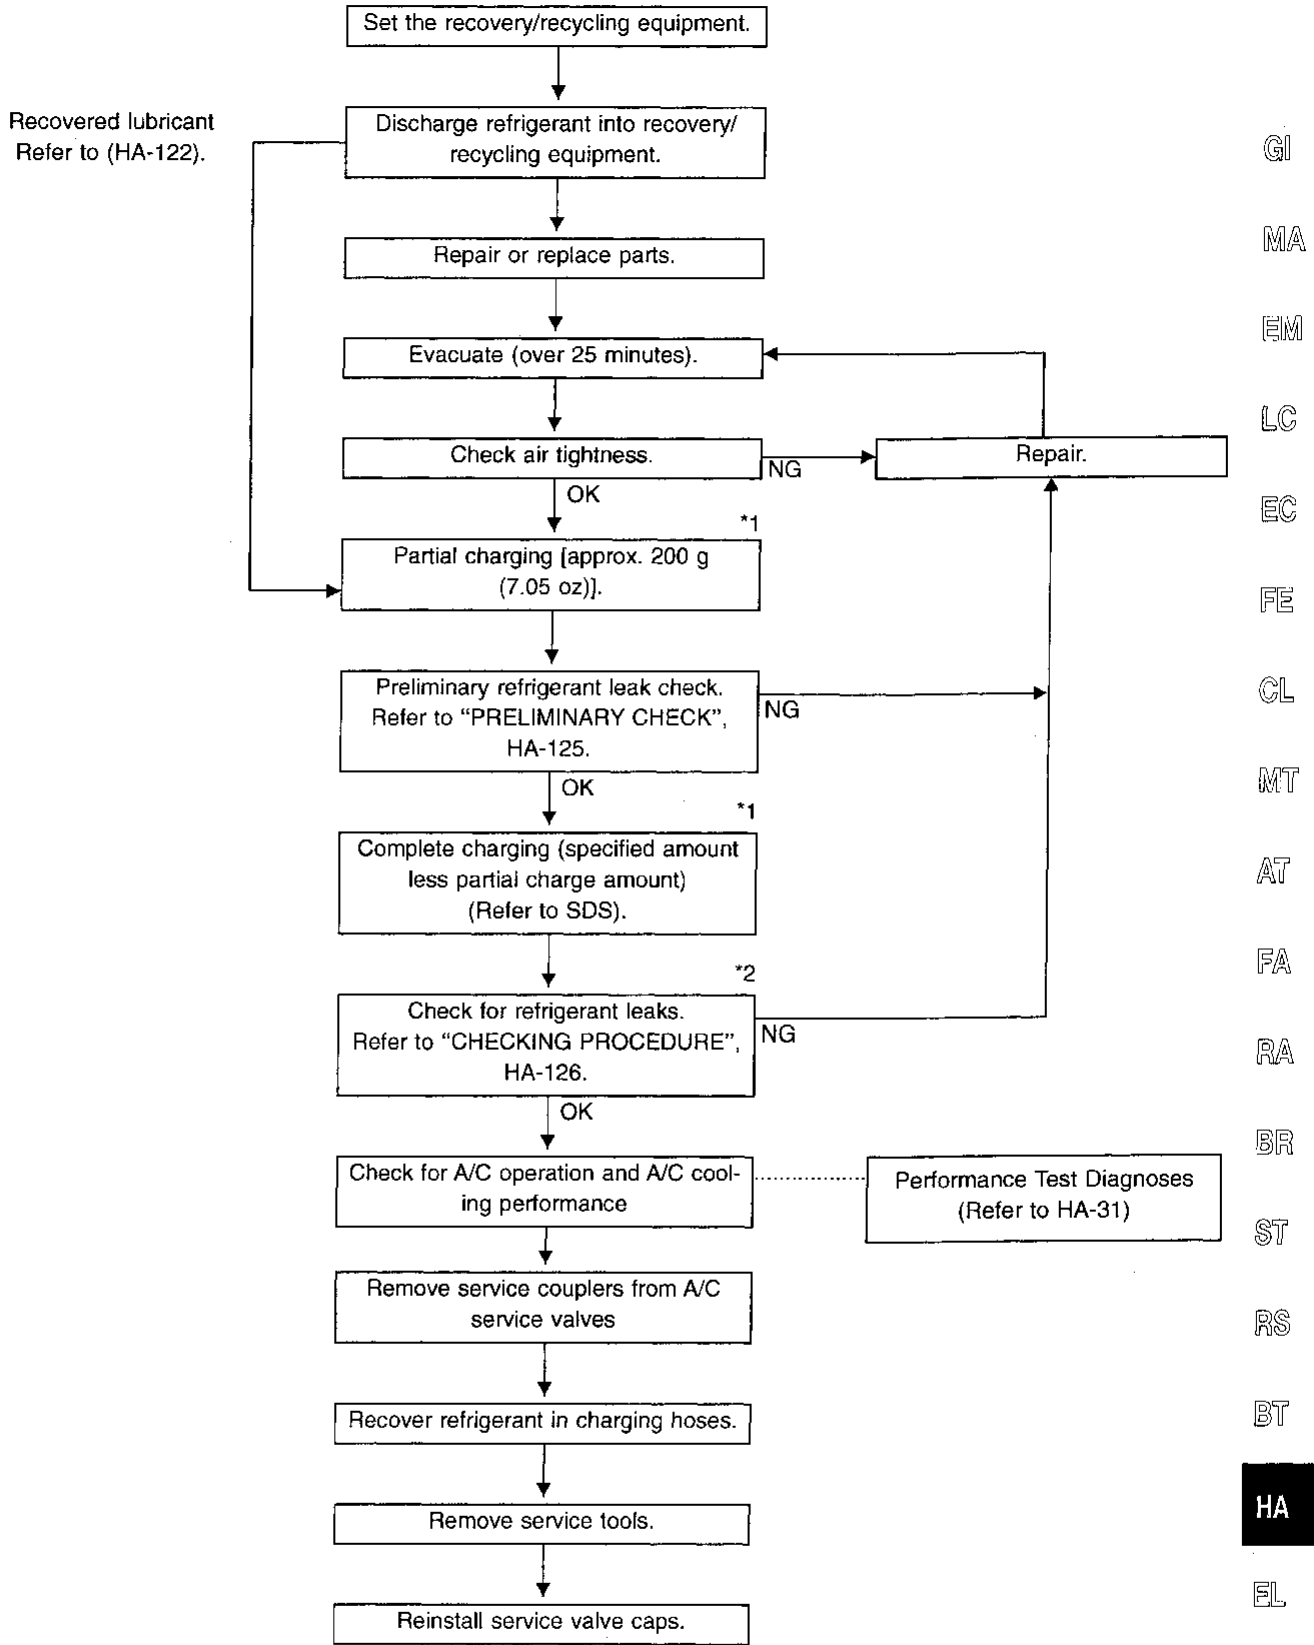 Set the recovery/recycling equipment.
Recovered lubricant
Refer to (HA-122).
Discharge refrigerant into recovery/
recycling equipment.
GI
Repair or replace parts.
MA
Evacuate (over 25 minutes).
EM
LC
Check air tightness.
NG
Repair.
OK
EC
*1
Partial charging [approx. 200 g
(7.05 oz)].
FE
Preliminary refrigerant leak check.
Refer to “PRELIMINARY CHECK”,
HA-125.
NG
CL
OK
MT
*1
Complete charging (specified amount
less partial charge amount)
(Refer to SDS).
AT
*2
FA
Check for refrigerant leaks.
Refer to “CHECKING PROCEDURE”,
HA-126.
NG
RA
OK
BR
Check for A/C operation and A/C cool-
ing performance
Performance Test Diagnoses
(Refer to HA-31)
ST
Remove service couplers from A/C
service valves
RS
Recover refrigerant in charging hoses.
BT
Remove service tools.
HA
EL
Reinstall service valve caps.